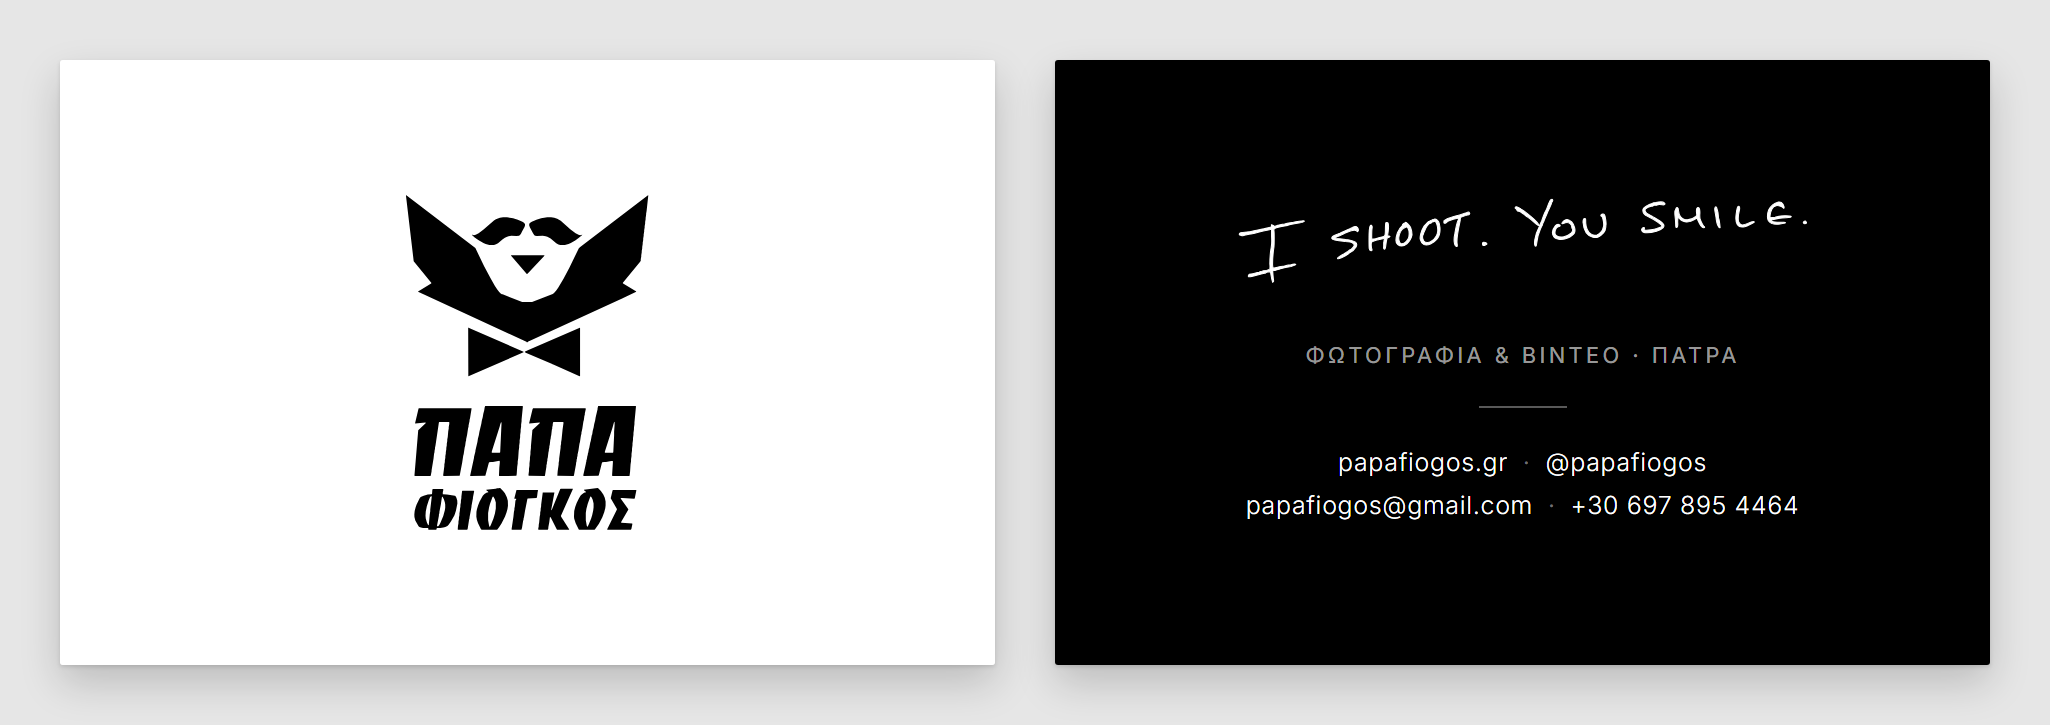 ΠΑΠΑ
ΦΙΟΓΚΟΣ
I SHOOT. YOU SMILE.
ΦΩΤΟΓΡΑΦΙΑ & ΒΙΝΤΕΟ · ΠΑΤΡΑ
papafiogos.gr · @papafiogos
papafiogos@gmail.com · +30 697 895 4464